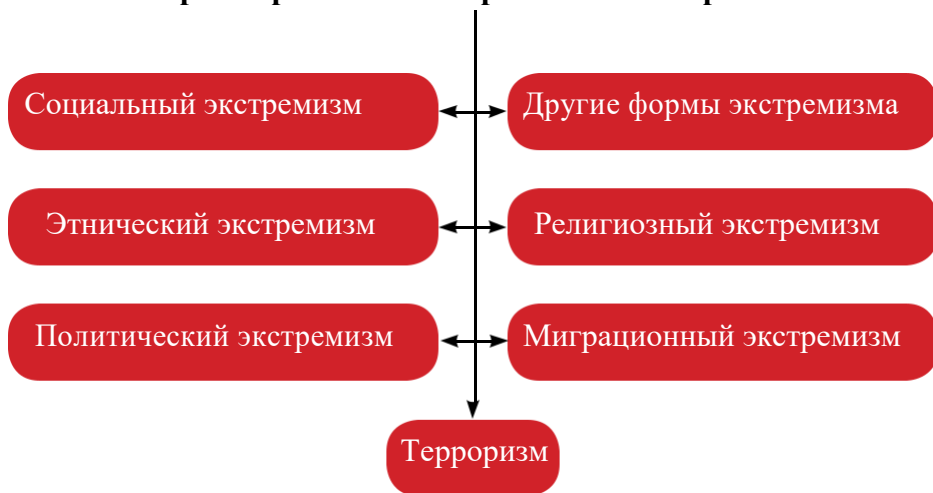 Социальный экстремизм
Другие формы экстремизма
Этнический экстремизм
Религиозный экстремизм
Политический экстремизм
Миграционный экстремизм
Терроризм